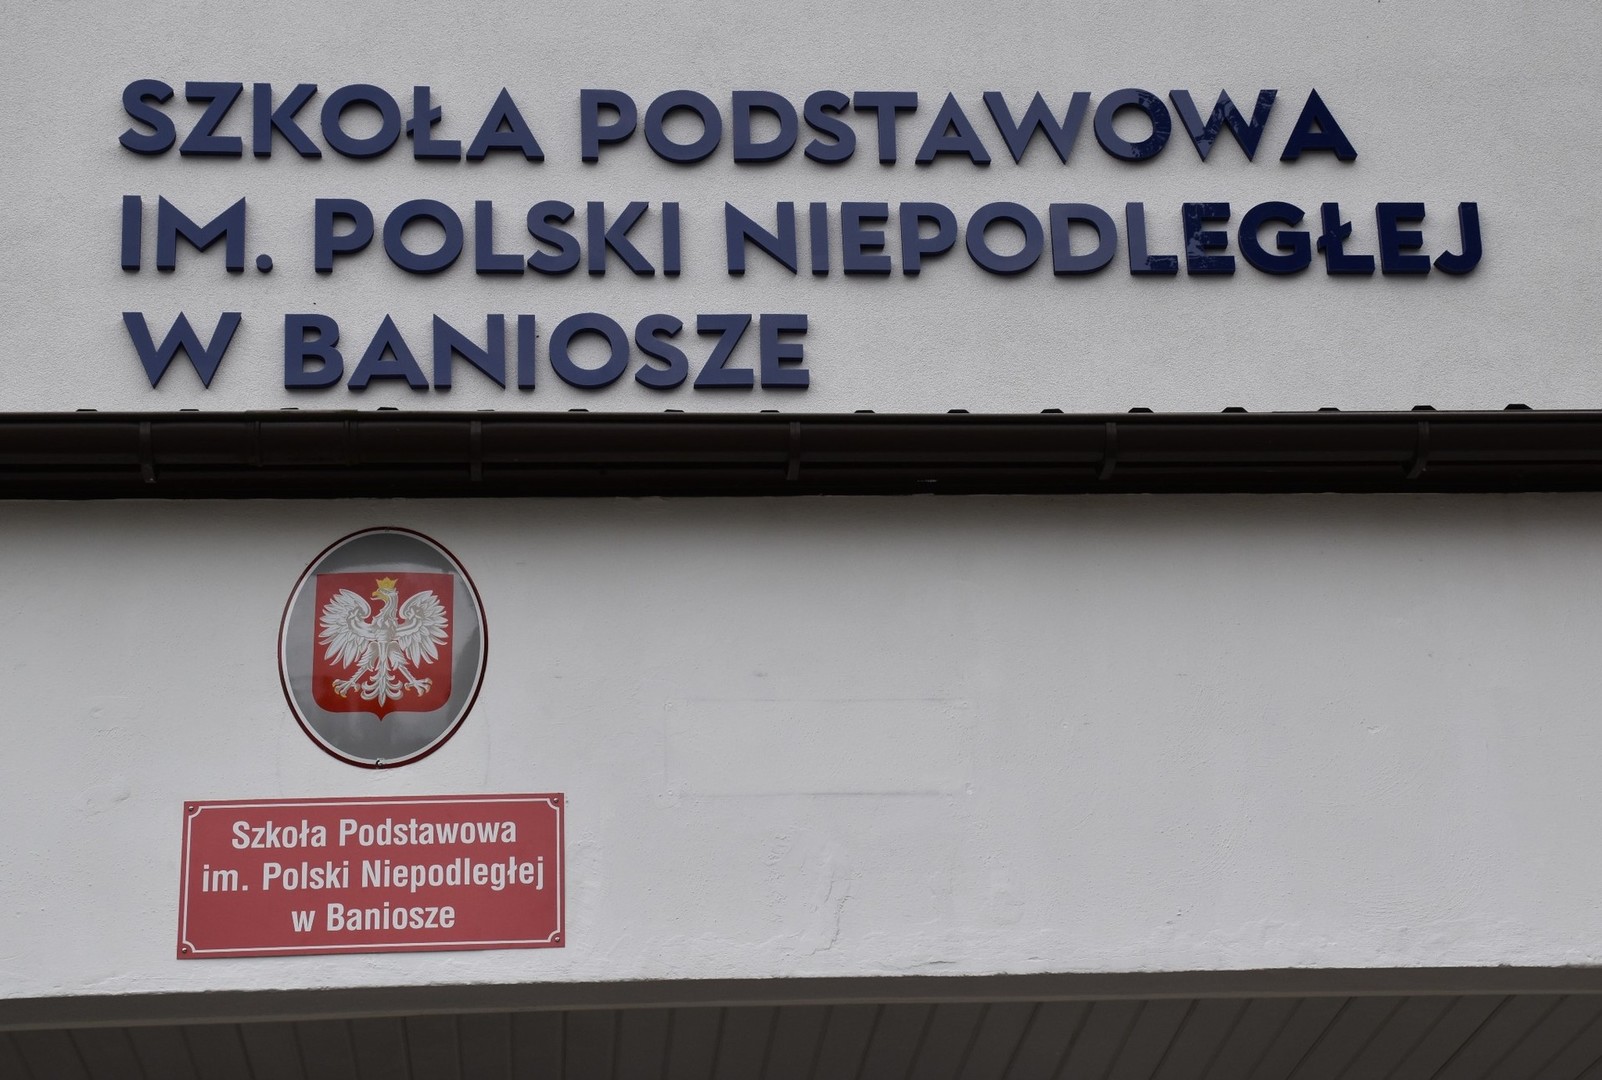 SZKOŁA PODSTAWOWA
IM. POLSKI NIEPODLEGŁEJ
W BANIOSZE
Szkoła Podstawowa
im. Polski Niepodległej
w Baniosze